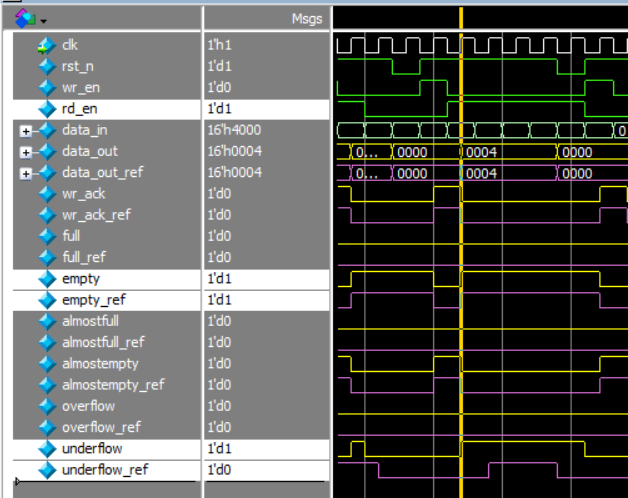 Msgs
clk 1'h1
rst_n 1'd1
wr_en 1'd0
rd_en 1'd1
data_in 16'h4000 0
data_out 16'h0004 0... 0000 0004 0000
data_out_ref 16'h0004 0... 0000 0004 0000
wr_ack 1'd0
wr_ack_ref 1'd0
full 1'd0
full_ref 1'd0
empty 1'd1
empty_ref 1'd1
almostfull 1'd0
almostfull_ref 1'd0
almostempty 1'd0
almostempty_ref 1'd0
overflow 1'd0
overflow_ref 1'd0
underflow 1'd1
underflow_ref 1'd0